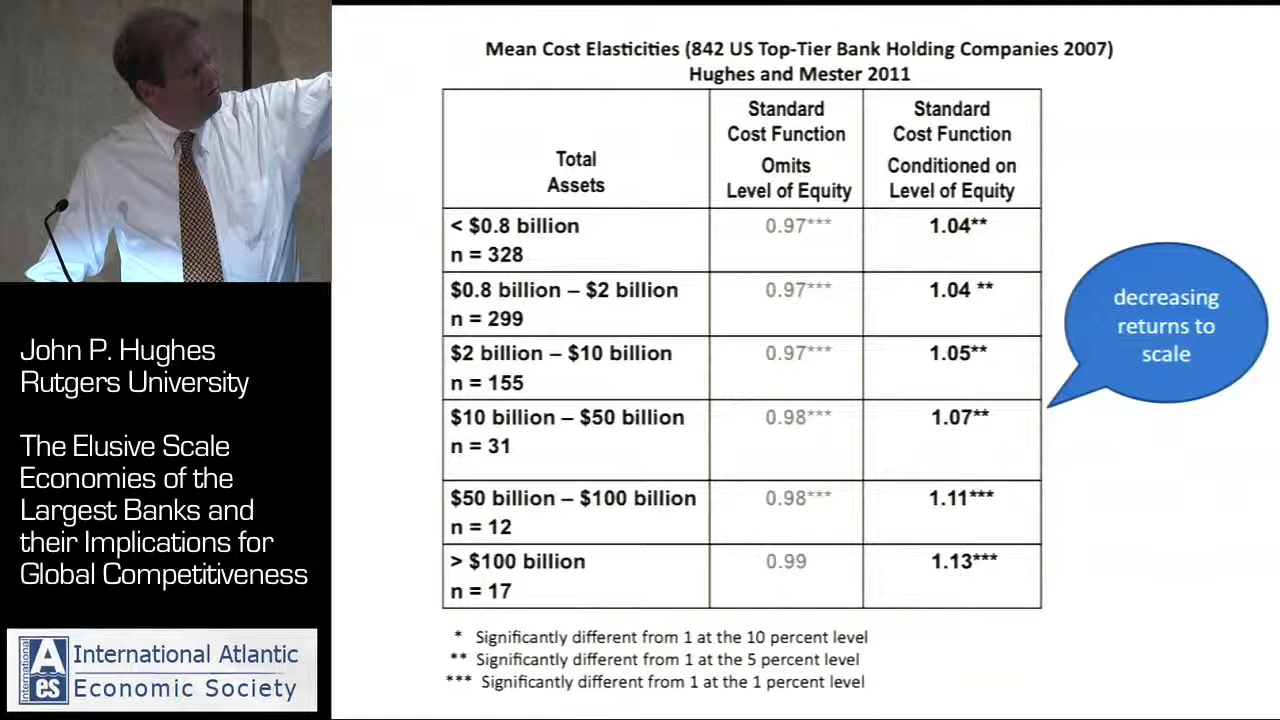 Mean Cost Elasticities (842 US Top-Tier Bank Holding Companies 2007)
Hughes and Mester 2011
Total
Assets
Standard
Cost Function
Omits
Level of Equity
Standard
Cost Function
Conditioned on
Level of Equity
< $0.8 billion
n = 328
0.97***
1.04**
$0.8 billion – $2 billion
n = 299
0.97***
1.04 **
$2 billion – $10 billion
n = 155
0.97***
1.05**
$10 billion – $50 billion
n = 31
0.98***
1.07**
$50 billion – $100 billion
n = 12
0.98***
1.11***
> $100 billion
n = 17
0.99
1.13***
decreasing
returns to
scale
* Significantly different from 1 at the 10 percent level
** Significantly different from 1 at the 5 percent level
*** Significantly different from 1 at the 1 percent level
John P. Hughes
Rutgers University
The Elusive Scale
Economies of the
Largest Banks and
their Implications for
Global Competitiveness
International
A
es
International Atlantic
Economic Society